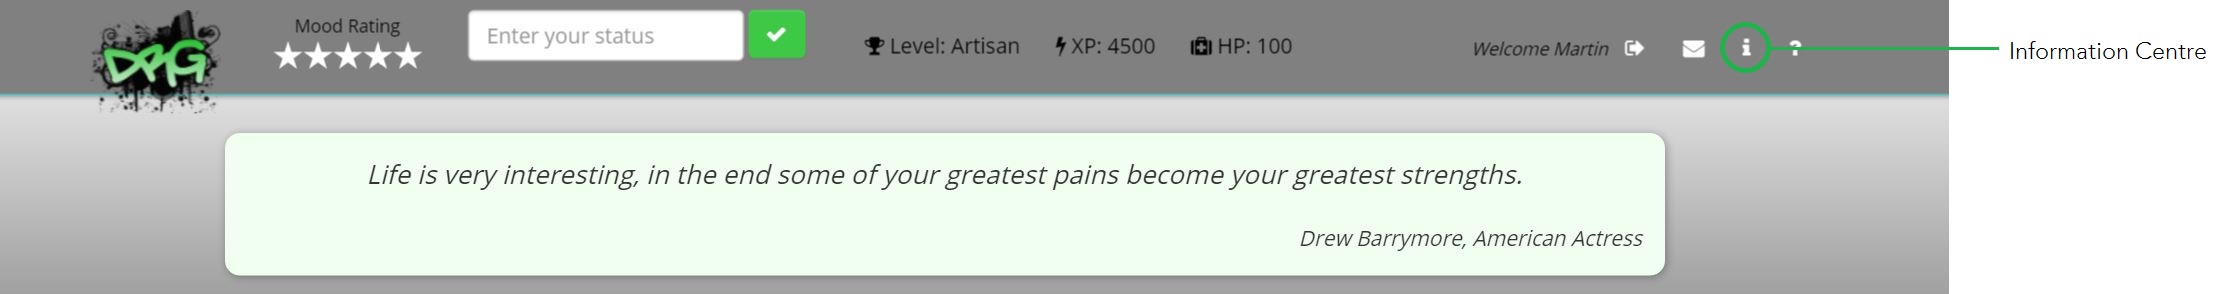 DRG
Mood Rating
Enter your status
Level: Artisan
XP: 4500
HP: 100
Welcome Martin
i
?
Information Centre
Life is very interesting, in the end some of your greatest pains become your greatest strengths.
Drew Barrymore, American Actress